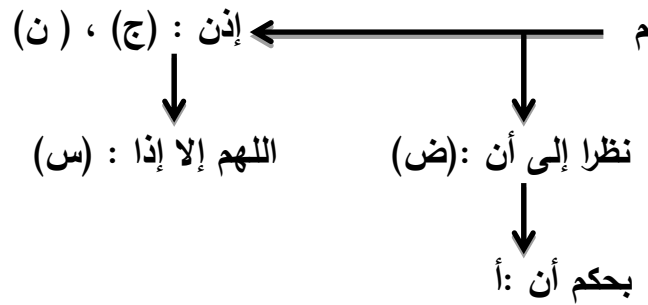 م إذن : (ج) ، ( ن)
نظرا إلى أن :(ض) اللهم إلا إذا : (س)
بحكم أن :أ